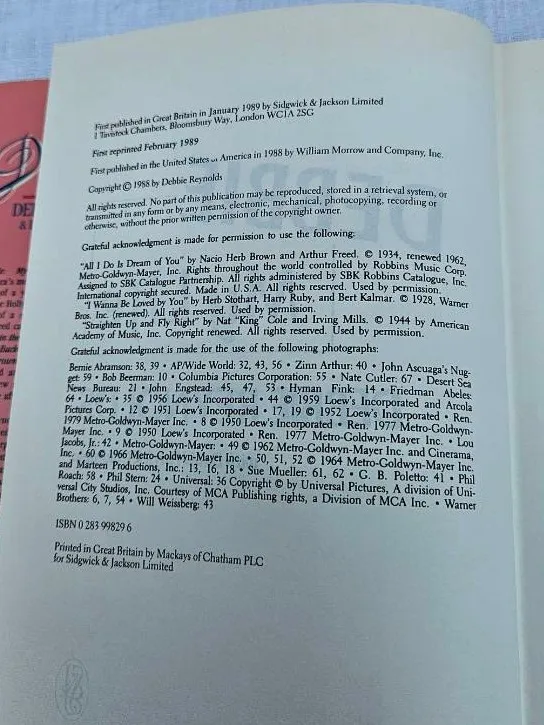 First published in Great Britain in January 1989 by Sidgwick & Jackson Limited
1 Tavistock Chambers, Bloomsbury Way, London WC1A 2SG
First reprinted February 1989
First published in the United States of America in 1988 by William Morrow and Company, Inc.
Copyright © 1988 by Debbie Reynolds
All rights reserved. No part of this publication may be reproduced, stored in a retrieval system, or
transmitted in any form or by any means, electronic, mechanical, photocopying, recording or
otherwise, without the prior written permission of the copyright owner.
Grateful acknowledgment is made for permission to use the following:
"All I Do Is Dream of You" by Nacio Herb Brown and Arthur Freed. © 1934, renewed 1962,
Metro-Goldwyn-Mayer, Inc. Rights throughout the world controlled by Robbins Music Corp.
Assigned to SBK Catalogue Partnership. All rights administered by SBK Robbins Catalogue, Inc.
International copyright secured. Made in U.S.A. All rights reserved. Used by permission.
"I Wanna Be Loved by You" by Herb Stothart, Harry Ruby, and Bert Kalmar. © 1928, Warner
Bros. Inc. (renewed). All rights reserved. Used by permission.
"Straighten Up and Fly Right" by Nat "King" Cole and Irving Mills. © 1944 by American
Academy of Music, Inc. Copyright renewed. All rights reserved. Used by permission.
Grateful acknowledgment is made for the use of the following photographs:
Bernie Abramson: 38, 39 • AP/Wide World: 32, 43, 56 • Zinn Arthur: 40 • John Ascuaga's Nug-
get: 59 • Bob Beerman: 10 • Columbia Pictures Corporation: 55 • Nate Cutler: 67 • Desert Sea
News Bureau: 21 • John Engstead: 45, 47, 53 • Hyman Fink: 14 • Friedman Abeles:
64 • Loew's: • 35 © 1956 Loew's Incorporated • 44 © 1959 Loew's Incorporated and Arcola
Pictures Corp. • 12 © 1951 Loew's Incorporated • 17, 19 © 1952 Loew's Incorporated • Ren.
1979 Metro-Goldwyn-Mayer Inc. • 8 © 1950 Loew's Incorporated • Ren. 1977 Metro-Goldwyn-
Mayer Inc. • 9 © 1950 Loew's Incorporated • Ren. 1977 Metro-Goldwyn-Mayer Inc. • Lou
Jacobs, Jr.: 42 • Metro-Goldwyn-Mayer: • 49 © 1962 Metro-Goldwyn-Mayer Inc. and Cinerama,
Inc. • 60 © 1966 Metro-Goldwyn-Mayer Inc. • 50, 51, 52 © 1964 Metro-Goldwyn-Mayer Inc.
and Marteen Productions, Inc.: 13, 16, 18 • Sue Mueller: 61, 62 • G. B. Poletto: 41 • Phil
Roach: 58 • Phil Stern: 24 • Universal: 36 Copyright © by Universal Pictures, A division of Uni-
versal City Studios, Inc. Courtesy of MCA Publishing rights, a Division of MCA Inc. • Warner
Brothers: 6, 7, 54 • Will Weissberg: 43
ISBN 0 283 99829 6
Printed in Great Britain by Mackays of Chatham PLC
for Sidgwick & Jackson Limited